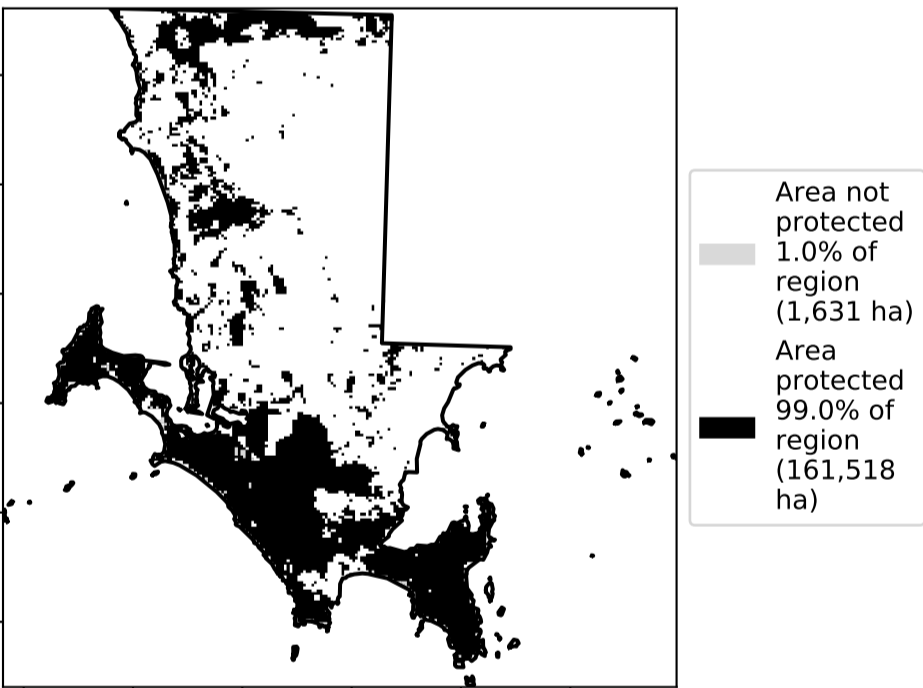 Area not
protected
1.0% of
region
(1,631 ha)
Area
protected
99.0% of
region
(161,518
ha)